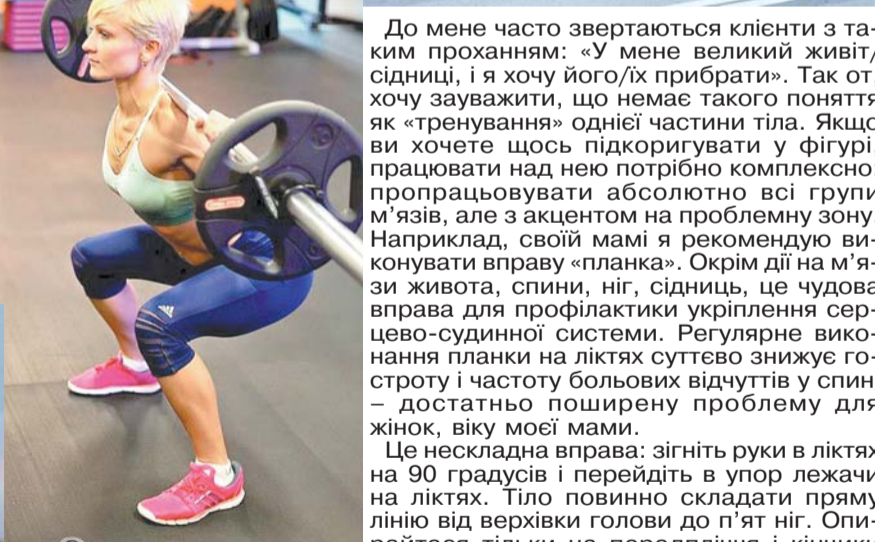 До мене часто звертаються клієнти з та-
ким проханням: «У мене великий живіт/
сідниці, і я хочу його/їх прибрати». Так от,
хочу зауважити, що немає такого поняття
як «тренування» однієї частини тіла. Якщо
ви хочете щось підкоригувати у фігурі,
працювати над нею потрібно комплексно:
пропрацьовувати абсолютно всі групи
м'язів, але з акцентом на проблемну зону.
Наприклад, своїй мамі я рекомендую ви-
конувати вправу «планка». Окрім дії на м'я-
зи живота, спини, ніг, сідниць, це чудова
вправа для профілактики укріплення сер-
цево-судинної системи. Регулярне вико-
нання планки на ліктях суттєво знижує го-
строту і частоту больових відчуттів у спин
– достатньо поширену проблему для
жінок, віку моєї мами.
Це нескладна вправа: зігніть руки в ліктях
на 90 градусів і перейдіть в упор лежачи
на ліктях. Тіло повинно складати пряму
лінію від верхівки голови до п'ят ніг. Опи-
adidas